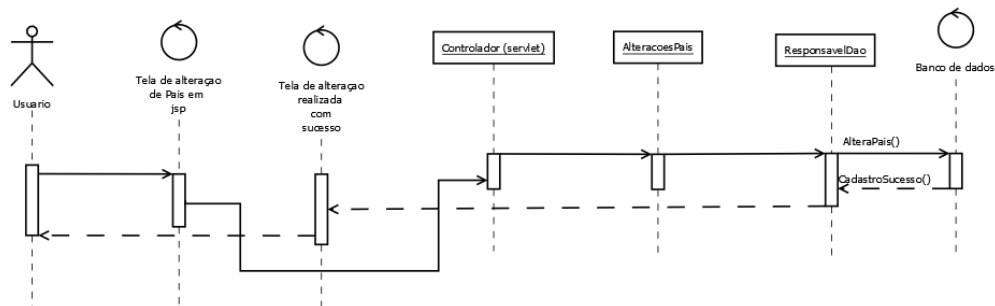 Usuario
Tela de alteraçao
de Pais em
jsp
Tela de alteraçao
realizada
com
sucesso
Controlador (servlet)
AlteracoesPais
ResponsavelDao
Banco de dados
AlteraPais()
CadastroSucesso()